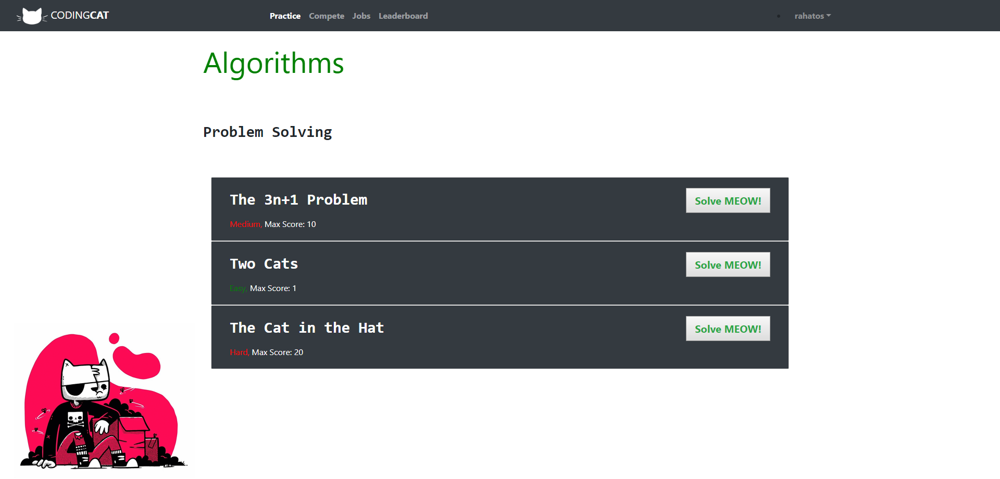 CODINGCAT
Practice Compete Jobs Leaderboard
rahatos
Algorithms
Problem Solving
The 3n+1 Problem
Solve MEOW!
Medium, Max Score: 10
Two Cats
Solve MEOW!
Easy, Max Score: 1
The Cat in the Hat
Solve MEOW!
Hard, Max Score: 20